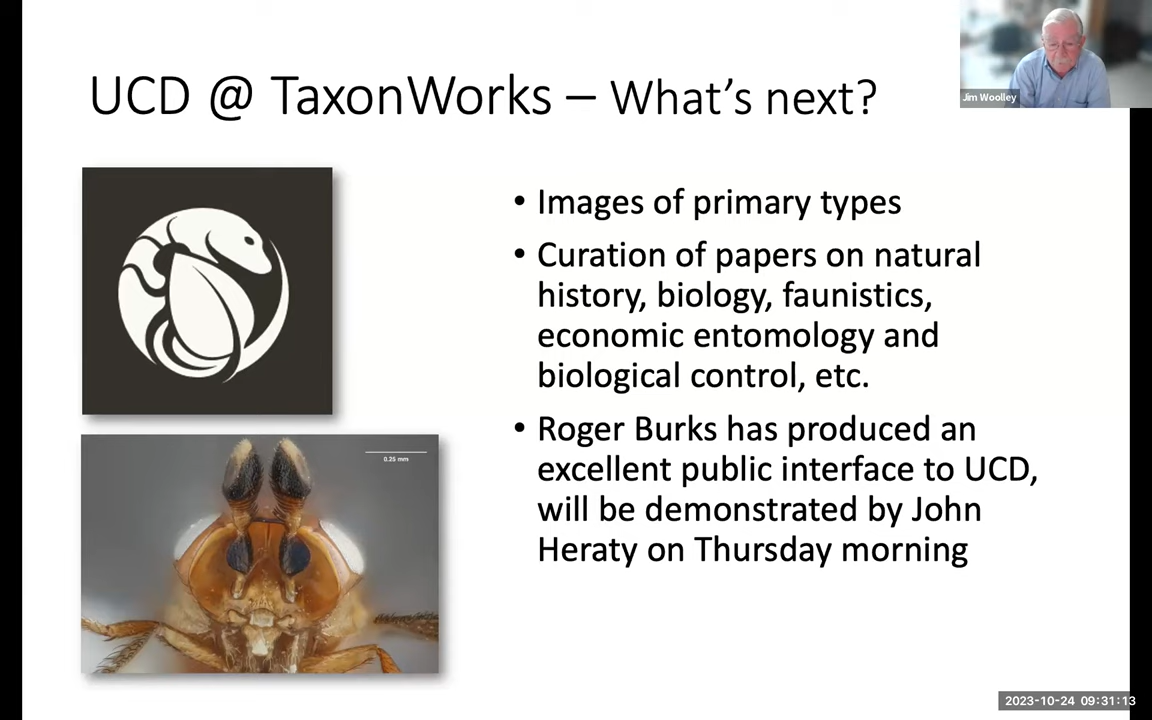 UCD @ TaxonWorks – What's next?
Jim Woolley
• Images of primary types
• Curation of papers on natural
history, biology, faunistics,
economic entomology and
biological control, etc.
• Roger Burks has produced an
excellent public interface to UCD,
will be demonstrated by John
Heraty on Thursday morning
0.25 mm
2023-10-24 09:31:13